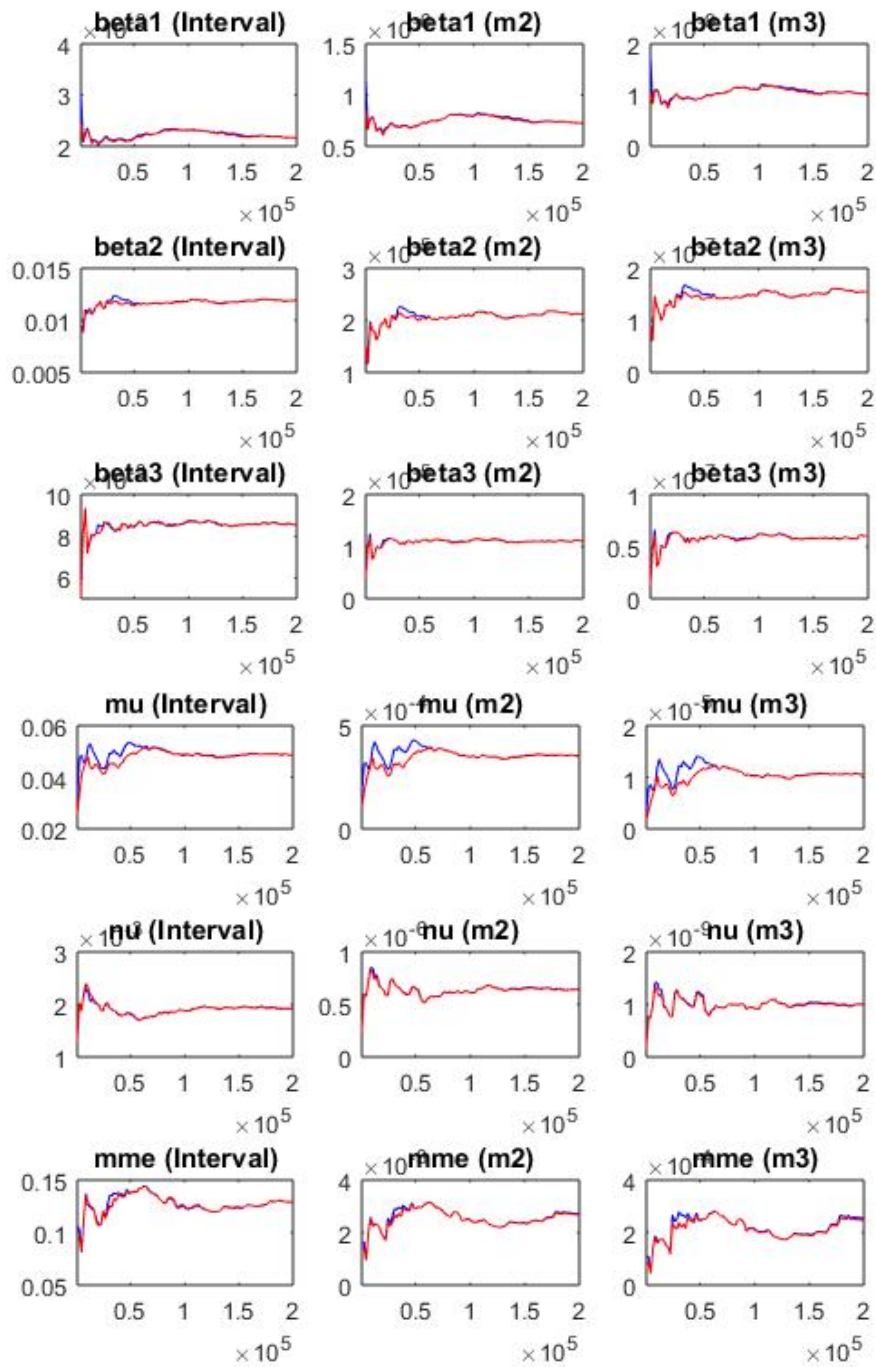 beta1 (Interval) beta1 (m2) beta1 (m3)
4 1.5 2
3 1 1
2 0.5 0
0.5 1 1.5 2 0.5 1 1.5 2 0.5 1 1.5 2
×10^5 ×10^5 ×10^5
beta2 (Interval) beta2 (m2) beta2 (m3)
0.015 3 2
0.01 2 1
0.005 1 0
0.5 1 1.5 2 0.5 1 1.5 2 0.5 1 1.5 2
×10^5 ×10^5 ×10^5
beta3 (Interval) beta3 (m2) beta3 (m3)
10 2 1
8 1 0.5
6 0 0
0.5 1 1.5 2 0.5 1 1.5 2 0.5 1 1.5 2
×10^5 ×10^5 ×10^5
mu (Interval) ×10^-4 mu (m2) ×10^-5 mu (m3)
0.06 5 2
0.04 1
0.02 0 0
0.5 1 1.5 2 0.5 1 1.5 2 0.5 1 1.5 2
×10^5 ×10^5 ×10^5
×10^-3 nu (Interval) ×10^-6 nu (m2) ×10^-9 nu (m3)
3 1 2
2 0.5 1
1 0 0
0.5 1 1.5 2 0.5 1 1.5 2 0.5 1 1.5 2
×10^5 ×10^5 ×10^5
mme (Interval) mme (m2) mme (m3)
0.15 4 4
0.1 2 2
0.05 0 0
0.5 1 1.5 2 0.5 1 1.5 2 0.5 1 1.5 2
×10^5 ×10^5 ×10^5